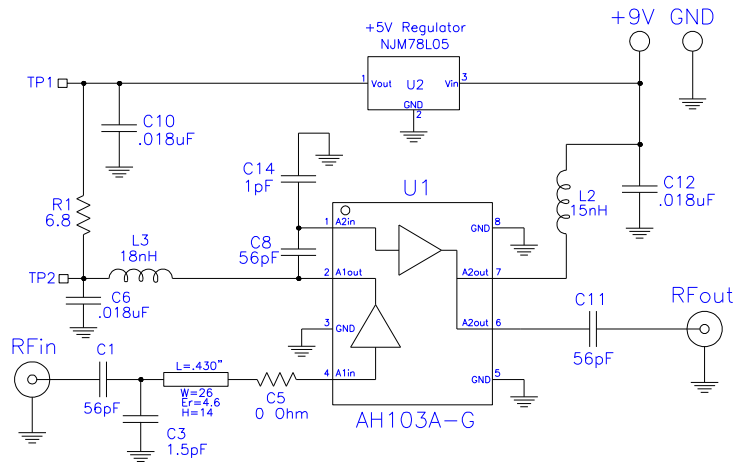 +9V GND
+5V Regulator
NJM78L05
TP1
1 Vout U2 Vin 3
GND
2
C10
.018uF
C14
1pF
U1
L2
15nH
C12
.018uF
R1
6.8
L3
18nH
C8
56pF
1 A2in
GND 8
TP2
2 A1out
A2out 7
C6
.018uF
3 GND
A2out 6
C11
56pF
RFout
RFin
C1
56pF
L=.430"
W=26
Er=4.6
H=14
C5
0 Ohm
4 A1in
GND 5
C3
1.5pF
AH103A-G